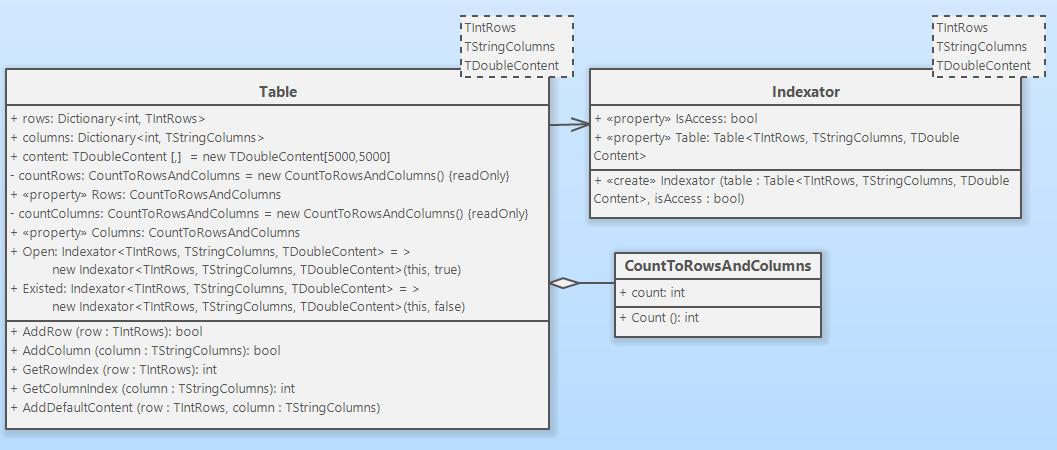 TIntRows
TStringColumns
TDoubleContent
Table
+ rows: Dictionary<int, TIntRows>
+ columns: Dictionary<int, TStringColumns>
+ content: TDoubleContent [,] = new TDoubleContent[5000,5000]
- countRows: CountToRowsAndColumns = new CountToRowsAndColumns() {readOnly}
+ «property» Rows: CountToRowsAndColumns
- countColumns: CountToRowsAndColumns = new CountToRowsAndColumns() {readOnly}
+ «property» Columns: CountToRowsAndColumns
+ Open: Indexator<TIntRows, TStringColumns, TDoubleContent> = >
new Indexator<TIntRows, TStringColumns, TDoubleContent>(this, true)
+ Existed: Indexator<TIntRows, TStringColumns, TDoubleContent> = >
new Indexator<TIntRows, TStringColumns, TDoubleContent>(this, false)
+ AddRow (row : TIntRows): bool
+ AddColumn (column : TStringColumns): bool
+ GetRowIndex (row : TIntRows): int
+ GetColumnIndex (column : TStringColumns): int
+ AddDefaultContent (row : TIntRows, column : TStringColumns)
TIntRows
TStringColumns
TDoubleContent
Indexator
+ «property» IsAccess: bool
+ «property» Table: Table<TIntRows, TStringColumns, TDouble
Content>
+ «create» Indexator (table : Table<TIntRows, TStringColumns, TDouble
Content>, isAccess : bool)
CountToRowsAndColumns
+ count: int
+ Count (): int